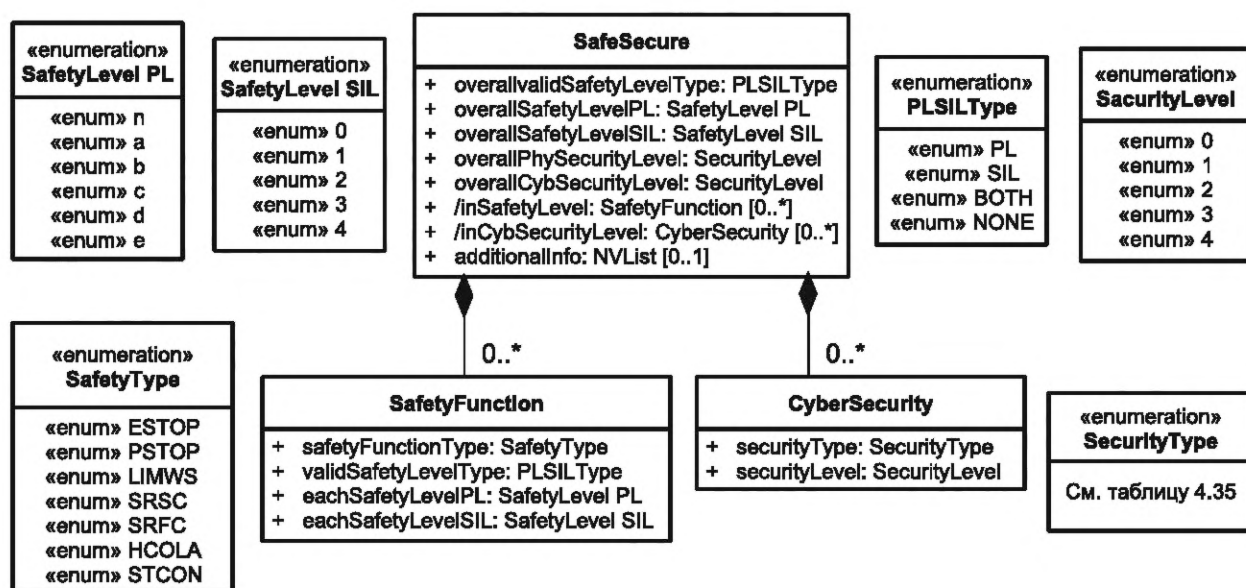 «enumeration»
SafetyLevel PL
«enum» n
«enum» a
«enum» b
«enum» c
«enum» d
«enum» e
«enumeration»
SafetyLevel SIL
«enum» 0
«enum» 1
«enum» 2
«enum» 3
«enum» 4
SafeSecure
+ overallvalidSafetyLevelType: PLSILType
+ overallSafetyLevelPL: SafetyLevel PL
+ overallSafetyLevelSIL: SafetyLevel SIL
+ overallPhySecurityLevel: SecurityLevel
+ overallCybSecurityLevel: SecurityLevel
+ /inSafetyLevel: SafetyFunction [0..*]
+ /inCybSecurityLevel: CyberSecurity [0..*]
+ additionalInfo: NVList [0..1]
«enumeration»
PLSILType
«enum» PL
«enum» SIL
«enum» BOTH
«enum» NONE
«enumeration»
SacurityLevel
«enum» 0
«enum» 1
«enum» 2
«enum» 3
«enum» 4
«enumeration»
SafetyType
«enum» ESTOP
«enum» PSTOP
«enum» LIMWS
«enum» SRSC
«enum» SRFC
«enum» HCOLA
«enum» STCON
0..*
SafetyFunction
+ safetyFunctionType: SafetyType
+ validSafetyLevelType: PLSILType
+ eachSafetyLevelPL: SafetyLevel PL
+ eachSafetyLevelSIL: SafetyLevel SIL
0..*
CyberSecurity
+ securityType: SecurityType
+ securityLevel: SecurityLevel
«enumeration»
SecurityType
См. таблицу 4.35